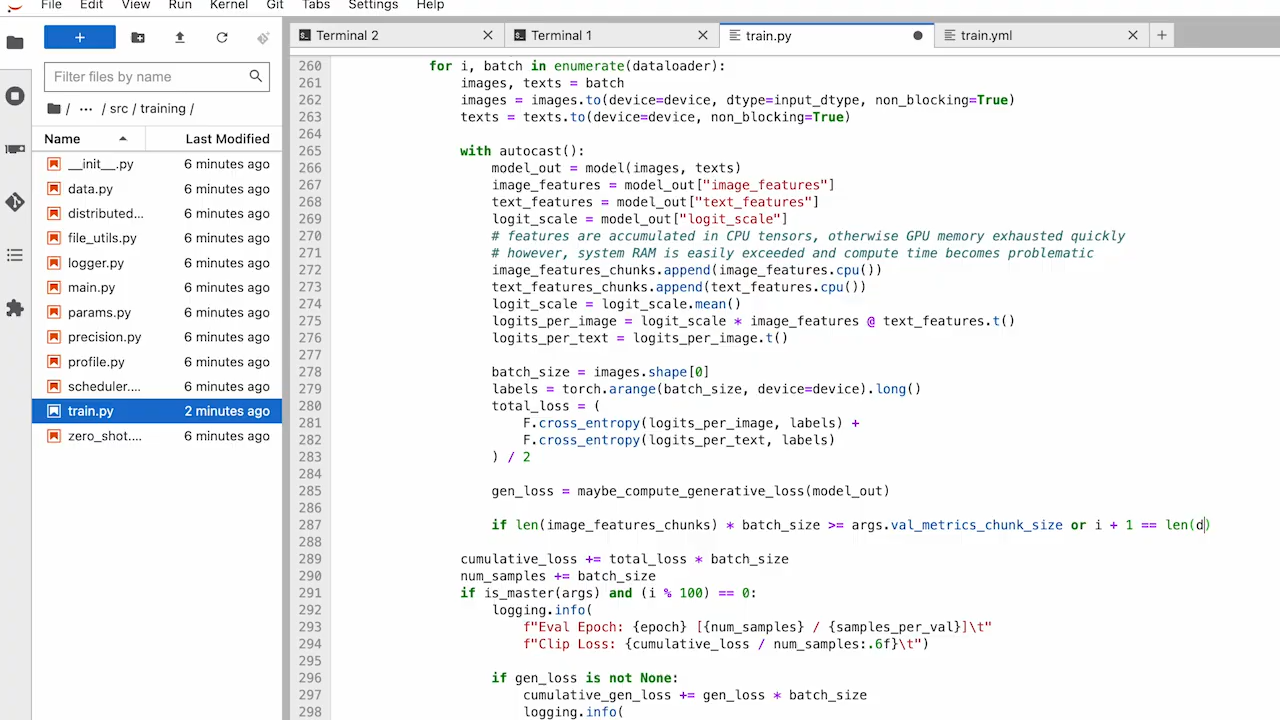 File Edit View Run Kernel Git Tabs Settings Help
+
Filter files by name
/ ··· / src / training /
Name Last Modified
__init__.py 6 minutes ago
data.py 6 minutes ago
distributed... 6 minutes ago
file_utils.py 6 minutes ago
logger.py 6 minutes ago
main.py 6 minutes ago
params.py 6 minutes ago
precision.py 6 minutes ago
profile.py 6 minutes ago
scheduler.... 6 minutes ago
train.py 2 minutes ago
zero_shot.... 6 minutes ago
Terminal 2 Terminal 1 train.py train.yml
260 for i, batch in enumerate(dataloader):
261 images, texts = batch
262 images = images.to(device=device, dtype=input_dtype, non_blocking=True)
263 texts = texts.to(device=device, non_blocking=True)
264
265 with autocast():
266 model_out = model(images, texts)
267 image_features = model_out["image_features"]
268 text_features = model_out["text_features"]
269 logit_scale = model_out["logit_scale"]
270 # features are accumulated in CPU tensors, otherwise GPU memory exhausted quickly
271 # however, system RAM is easily exceeded and compute time becomes problematic
272 image_features_chunks.append(image_features.cpu())
273 text_features_chunks.append(text_features.cpu())
274 logit_scale = logit_scale.mean()
275 logits_per_image = logit_scale * image_features @ text_features.t()
276 logits_per_text = logits_per_image.t()
277
278 batch_size = images.shape[0]
279 labels = torch.arange(batch_size, device=device).long()
280 total_loss = (
281 F.cross_entropy(logits_per_image, labels) +
282 F.cross_entropy(logits_per_text, labels)
283 ) / 2
284
285 gen_loss = maybe_compute_generative_loss(model_out)
286
287 if len(image_features_chunks) * batch_size >= args.val_metrics_chunk_size or i + 1 == len(d)
288
289 cumulative_loss += total_loss * batch_size
290 num_samples += batch_size
291 if is_master(args) and (i % 100) == 0:
292 logging.info(
293 f"Eval Epoch: {epoch} [{num_samples} / {samples_per_val}]\t"
294 f"Clip Loss: {cumulative_loss / num_samples:.6f}\t")
295
296 if gen_loss is not None:
297 cumulative_gen_loss += gen_loss * batch_size
298 logging.info(